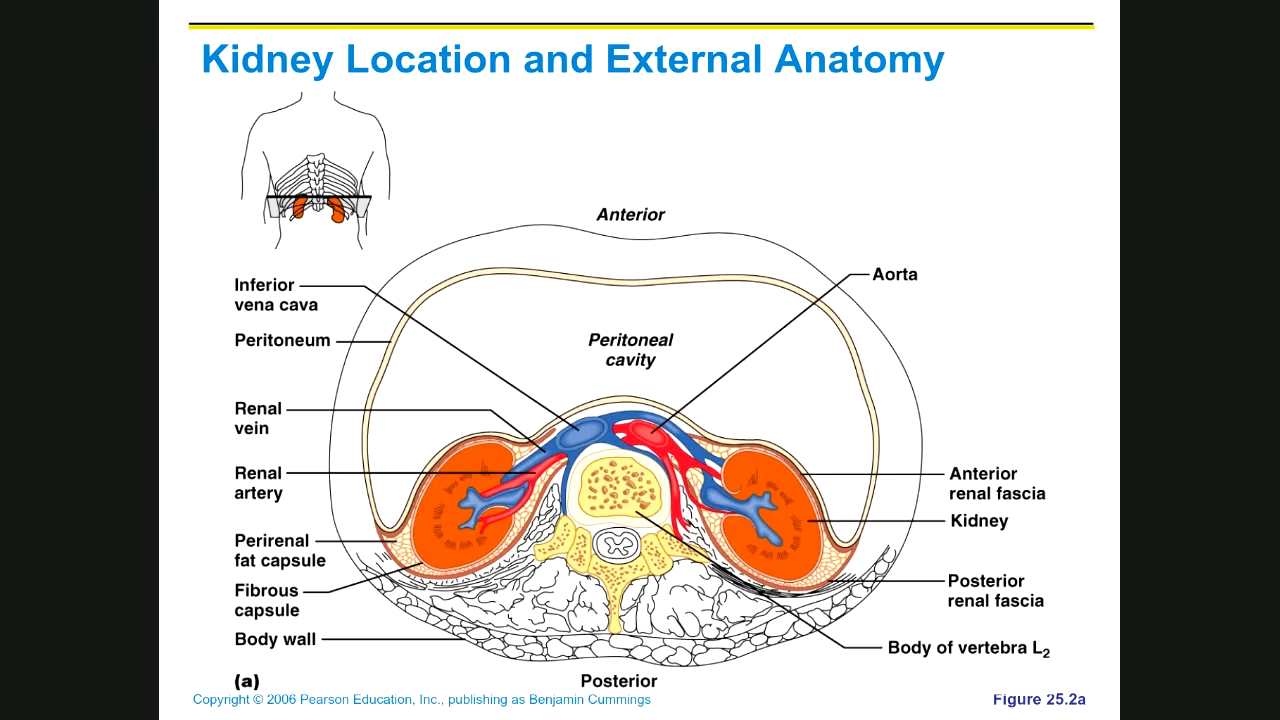 Kidney Location and External Anatomy
Anterior
Inferior
vena cava
Aorta
Peritoneum
Peritoneal
cavity
Renal
vein
Renal
artery
Anterior
renal fascia
Kidney
Perirenal
fat capsule
Fibrous
capsule
Posterior
renal fascia
Body wall
Body of vertebra L₂
(a)
Posterior
Copyright © 2006 Pearson Education, Inc., publishing as Benjamin Cummings
Figure 25.2a